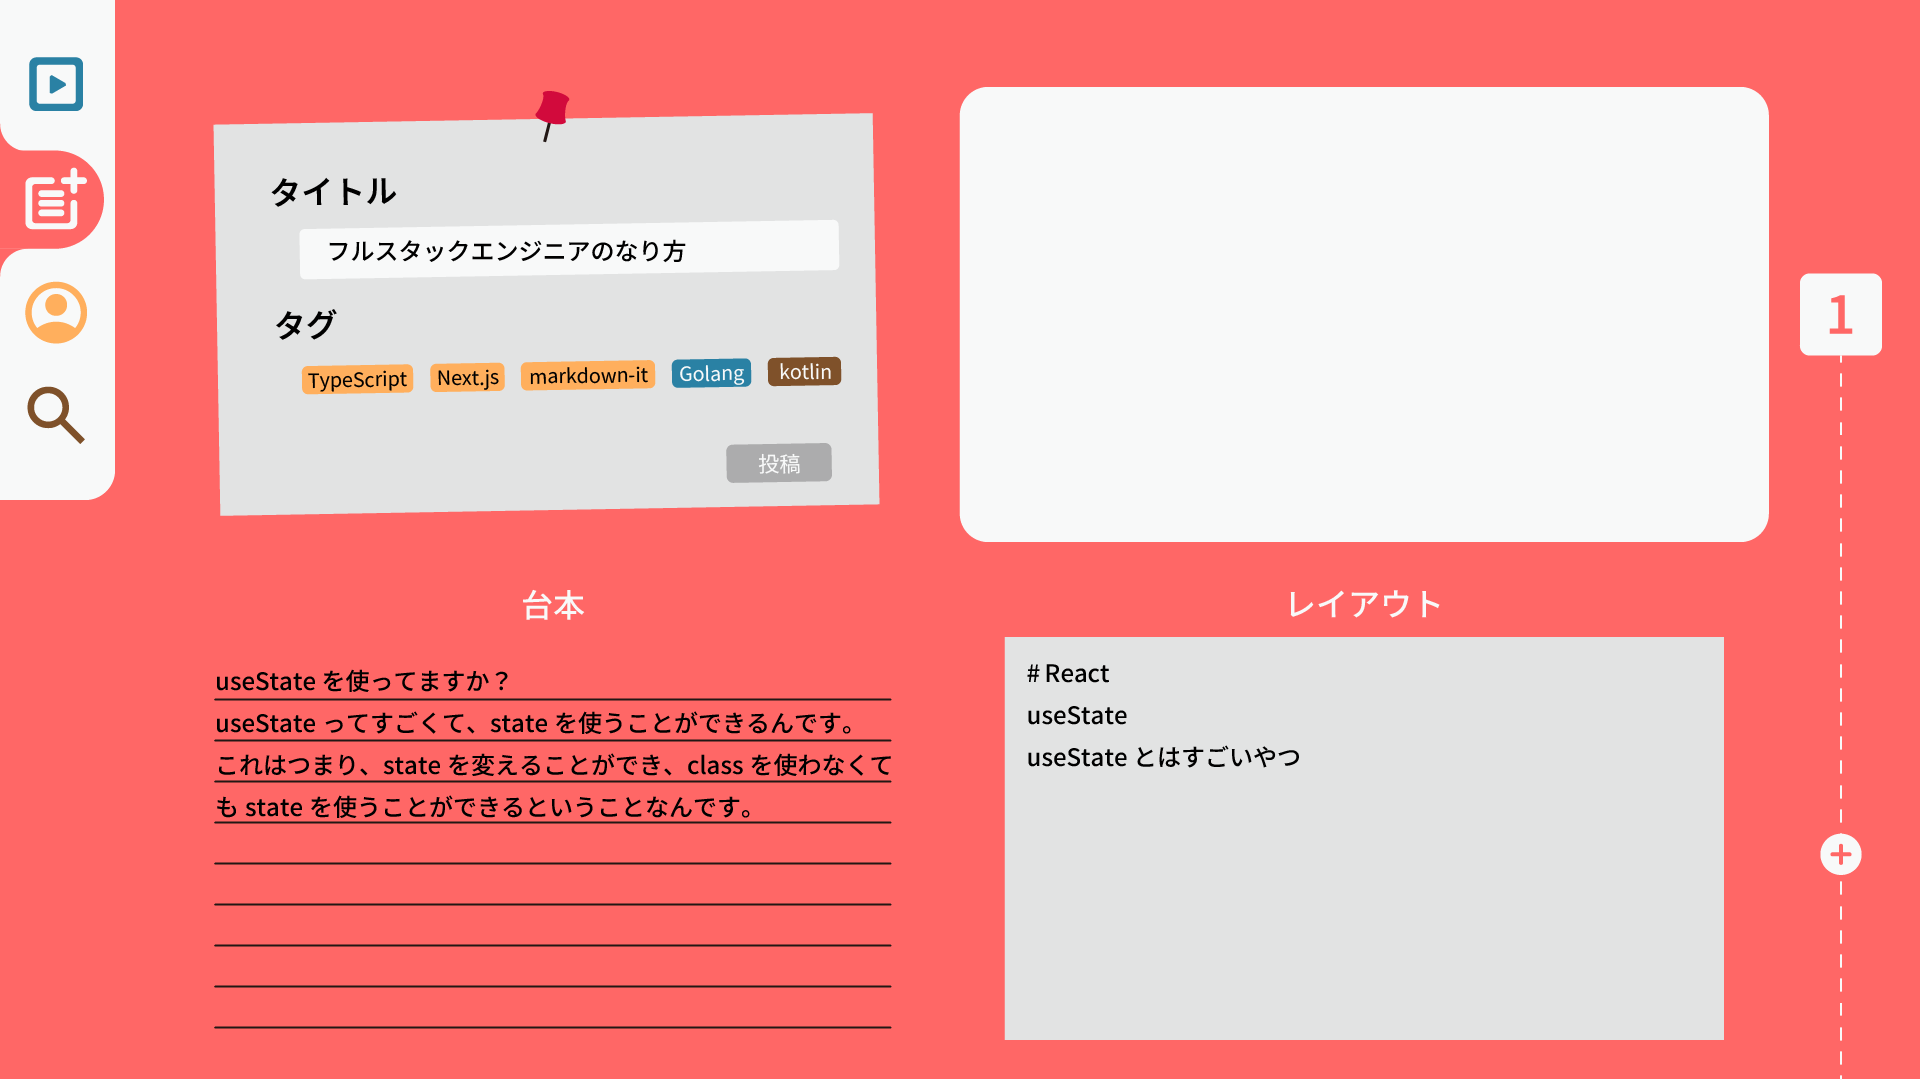 タイトル
フルスタックエンジニアのなり方
タグ
TypeScript Next.js markdown-it Golang kotlin
投稿
1
台本
useState を使ってますか？
useState ってすごくて、state を使うことができるんです。
これはつまり、state を変えることができ、class を使わなくて
も state を使うことができるということなんです。
レイアウト
# React
useState
useState とはすごいやつ